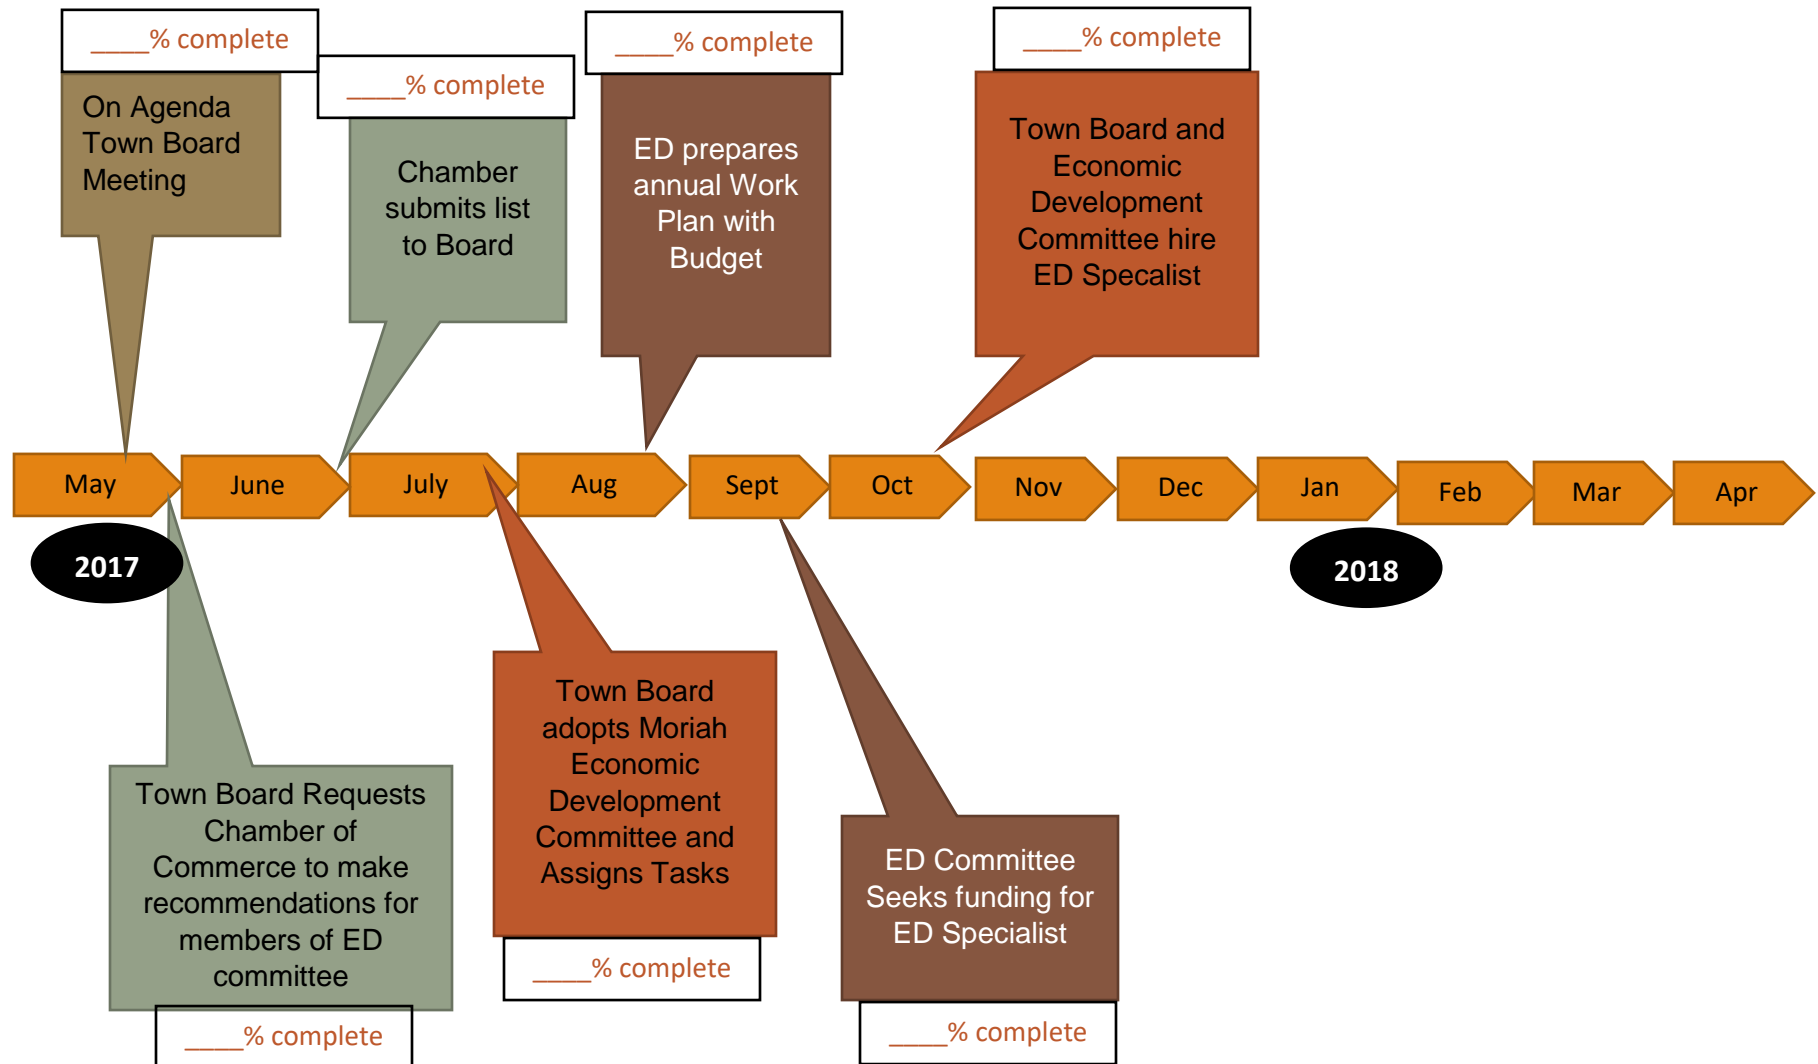 ____% complete
On Agenda
Town Board
Meeting
____% complete
Chamber
submits list
to Board
____% complete
ED prepares
annual Work
Plan with
Budget
____% complete
Town Board and
Economic
Development
Committee hire
ED Specalist
May
June
July
Aug
Sept
Oct
Nov
Dec
Jan
Feb
Mar
Apr
2017
2018
Town Board Requests
Chamber of
Commerce to make
recommendations for
members of ED
committee
____% complete
Town Board
adopts Moriah
Economic
Development
Committee and
Assigns Tasks
____% complete
ED Committee
Seeks funding for
ED Specialist
____% complete